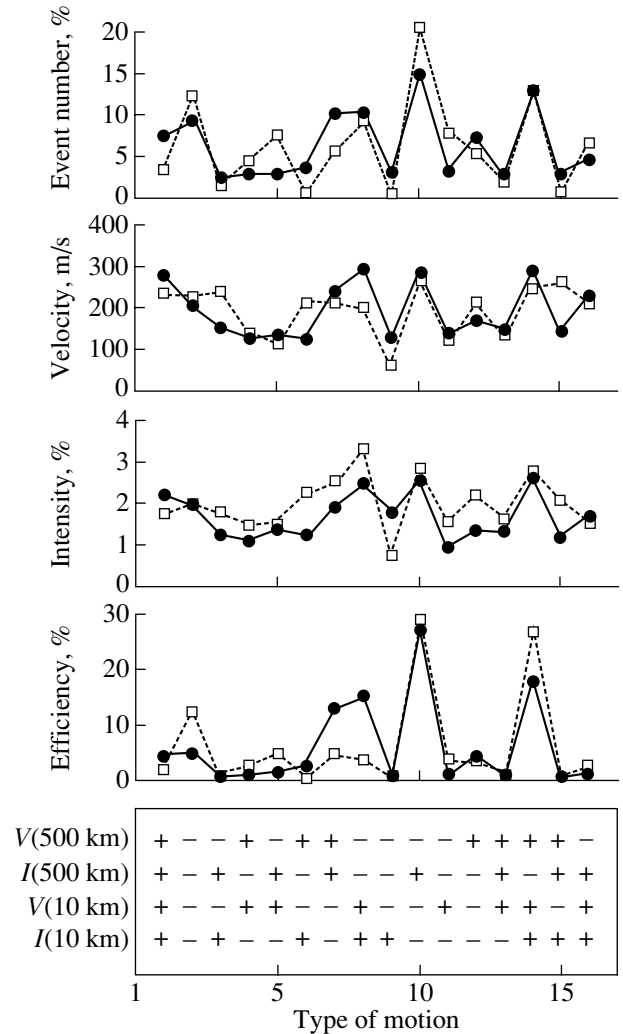 Event number, %
20
15
10
5
0
Velocity, m/s
400
300
200
100
0
Intensity, %
4
3
2
1
0
Efficiency, %
30
20
10
0
V(500 km) + – – + – + + – – – – + + + + –
I(500 km) + – + – + – + – – + – – + – + +
V(10 km) + – – + + – – + – – + – + + – +
I(10 km) + – + – – + – + + – – – – + + +
1 5 10 15
Type of motion